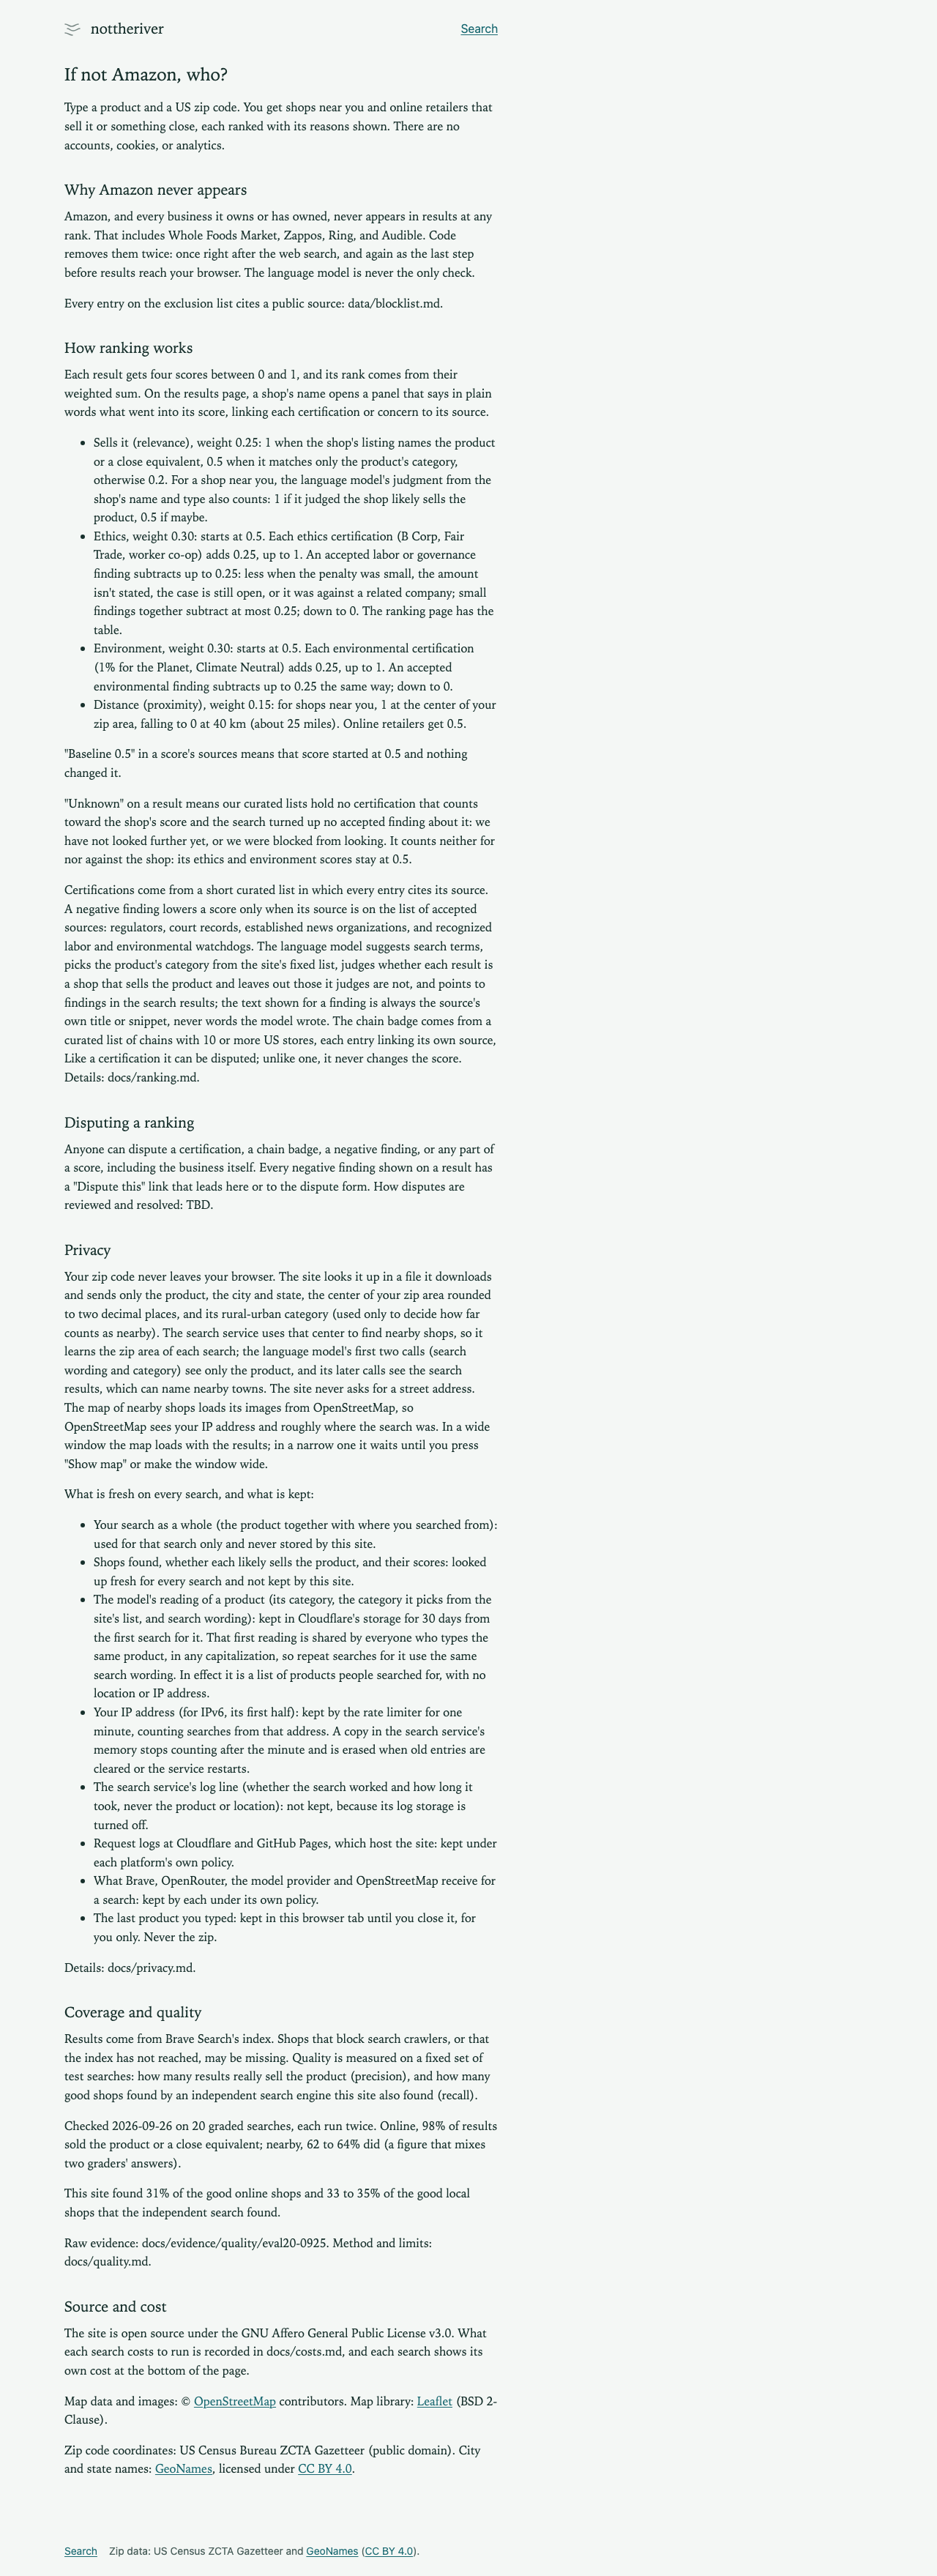 nottheriver
Search
If not Amazon, who?
Type a product and a US zip code. You get shops near you and online retailers that
sell it or something close, each ranked with its reasons shown. There are no
accounts, cookies, or analytics.
Why Amazon never appears
Amazon, and every business it owns or has owned, never appears in results at any
rank. That includes Whole Foods Market, Zappos, Ring, and Audible. Code
removes them twice: once right after the web search, and again as the last step
before results reach your browser. The language model is never the only check.
Every entry on the exclusion list cites a public source: data/blocklist.md.
How ranking works
Each result gets four scores between 0 and 1, and its rank comes from their
weighted sum. On the results page, a shop's name opens a panel that says in plain
words what went into its score, linking each certification or concern to its source.
• Sells it (relevance), weight 0.25: 1 when the shop's listing names the product
or a close equivalent, 0.5 when it matches only the product's category,
otherwise 0.2. For a shop near you, the language model's judgment from the
shop's name and type also counts: 1 if it judged the shop likely sells the
product, 0.5 if maybe.
• Ethics, weight 0.30: starts at 0.5. Each ethics certification (B Corp, Fair
Trade, worker co-op) adds 0.25, up to 1. An accepted labor or governance
finding subtracts up to 0.25: less when the penalty was small, the amount
isn't stated, the case is still open, or it was against a related company; small
findings together subtract at most 0.25; down to 0. The ranking page has the
table.
• Environment, weight 0.30: starts at 0.5. Each environmental certification
(1% for the Planet, Climate Neutral) adds 0.25, up to 1. An accepted
environmental finding subtracts up to 0.25 the same way; down to 0.
• Distance (proximity), weight 0.15: for shops near you, 1 at the center of your
zip area, falling to 0 at 40 km (about 25 miles). Online retailers get 0.5.
"Baseline 0.5" in a score's sources means that score started at 0.5 and nothing
changed it.
"Unknown" on a result means our curated lists hold no certification that counts
toward the shop's score and the search turned up no accepted finding about it: we
have not looked further yet, or we were blocked from looking. It counts neither for
nor against the shop: its ethics and environment scores stay at 0.5.
Certifications come from a short curated list in which every entry cites its source.
A negative finding lowers a score only when its source is on the list of accepted
sources: regulators, court records, established news organizations, and recognized
labor and environmental watchdogs. The language model suggests search terms,
picks the product's category from the site's fixed list, judges whether each result is
a shop that sells the product and leaves out those it judges are not, and points to
findings in the search results; the text shown for a finding is always the source's
own title or snippet, never words the model wrote. The chain badge comes from a
curated list of chains with 10 or more US stores, each entry linking its own source,
Like a certification it can be disputed; unlike one, it never changes the score.
Details: docs/ranking.md.
Disputing a ranking
Anyone can dispute a certification, a chain badge, a negative finding, or any part of
a score, including the business itself. Every negative finding shown on a result has
a "Dispute this" link that leads here or to the dispute form. How disputes are
reviewed and resolved: TBD.
Privacy
Your zip code never leaves your browser. The site looks it up in a file it downloads
and sends only the product, the city and state, the center of your zip area rounded
to two decimal places, and its rural-urban category (used only to decide how far
counts as nearby). The search service uses that center to find nearby shops, so it
learns the zip area of each search; the language model's first two calls (search
wording and category) see only the product, and its later calls see the search
results, which can name nearby towns. The site never asks for a street address.
The map of nearby shops loads its images from OpenStreetMap, so
OpenStreetMap sees your IP address and roughly where the search was. In a wide
window the map loads with the results; in a narrow one it waits until you press
"Show map" or make the window wide.
What is fresh on every search, and what is kept:
• Your search as a whole (the product together with where you searched from):
used for that search only and never stored by this site.
• Shops found, whether each likely sells the product, and their scores: looked
up fresh for every search and not kept by this site.
• The model's reading of a product (its category, the category it picks from the
site's list, and search wording): kept in Cloudflare's storage for 30 days from
the first search for it. That first reading is shared by everyone who types the
same product, in any capitalization, so repeat searches for it use the same
search wording. In effect it is a list of products people searched for, with no
location or IP address.
• Your IP address (for IPv6, its first half): kept by the rate limiter for one
minute, counting searches from that address. A copy in the search service's
memory stops counting after the minute and is erased when old entries are
cleared or the service restarts.
• The search service's log line (whether the search worked and how long it
took, never the product or location): not kept, because its log storage is
turned off.
• Request logs at Cloudflare and GitHub Pages, which host the site: kept under
each platform's own policy.
• What Brave, OpenRouter, the model provider and OpenStreetMap receive for
a search: kept by each under its own policy.
• The last product you typed: kept in this browser tab until you close it, for
you only. Never the zip.
Details: docs/privacy.md.
Coverage and quality
Results come from Brave Search's index. Shops that block search crawlers, or that
the index has not reached, may be missing. Quality is measured on a fixed set of
test searches: how many results really sell the product (precision), and how many
good shops found by an independent search engine this site also found (recall).
Checked 2026-09-26 on 20 graded searches, each run twice. Online, 98% of results
sold the product or a close equivalent; nearby, 62 to 64% did (a figure that mixes
two graders' answers).
This site found 31% of the good online shops and 33 to 35% of the good local
shops that the independent search found.
Raw evidence: docs/evidence/quality/eval20-0925. Method and limits:
docs/quality.md.
Source and cost
The site is open source under the GNU Affero General Public License v3.0. What
each search costs to run is recorded in docs/costs.md, and each search shows its
own cost at the bottom of the page.
Map data and images: © OpenStreetMap contributors. Map library: Leaflet (BSD 2-
Clause).
Zip code coordinates: US Census Bureau ZCTA Gazetteer (public domain). City
and state names: GeoNames, licensed under CC BY 4.0.
Search Zip data: US Census ZCTA Gazetteer and GeoNames (CC BY 4.0).